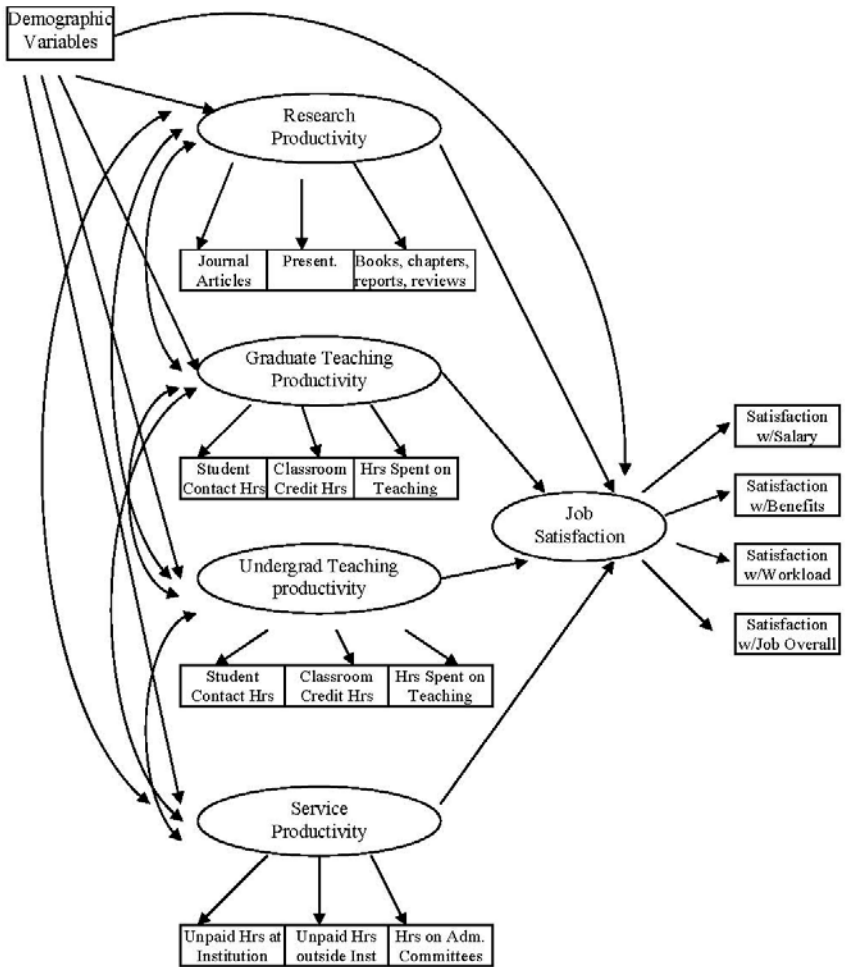 Demographic
Variables
Research
Productivity
Journal
Articles
Present.
Books, chapters,
reports, reviews
Graduate Teaching
Productivity
Student
Contact Hrs
Classroom
Credit Hrs
Hrs Spent on
Teaching
Satisfaction
w/Salary
Satisfaction
w/Benefits
Job
Satisfaction
Satisfaction
w/Workload
Satisfaction
w/Job Overall
Undergrad Teaching
productivity
Student
Contact Hrs
Classroom
Credit Hrs
Hrs Spent on
Teaching
Service
Productivity
Unpaid Hrs at
Institution
Unpaid Hrs
outside Inst
Hrs on Adm.
Committees